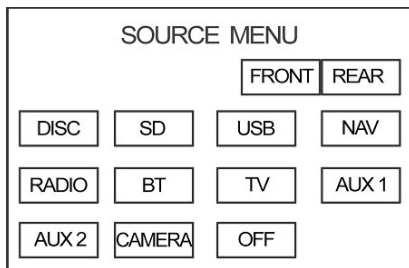 SOURCE MENU
FRONT REAR
DISC SD USB NAV
RADIO BT TV AUX 1
AUX 2 CAMERA OFF